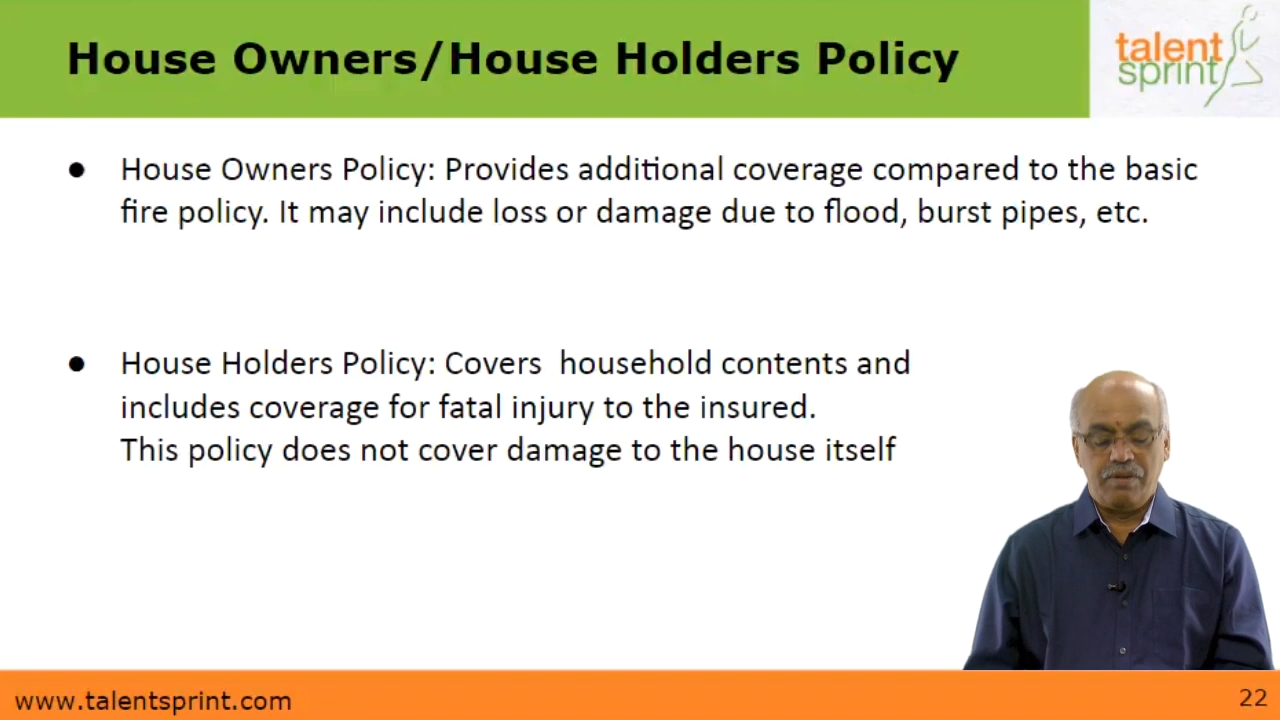 House Owners/House Holders Policy
talent
sprint
● House Owners Policy: Provides additional coverage compared to the basic
fire policy. It may include loss or damage due to flood, burst pipes, etc.
● House Holders Policy: Covers  household contents and
includes coverage for fatal injury to the insured.
This policy does not cover damage to the house itself
www.talentsprint.com
22